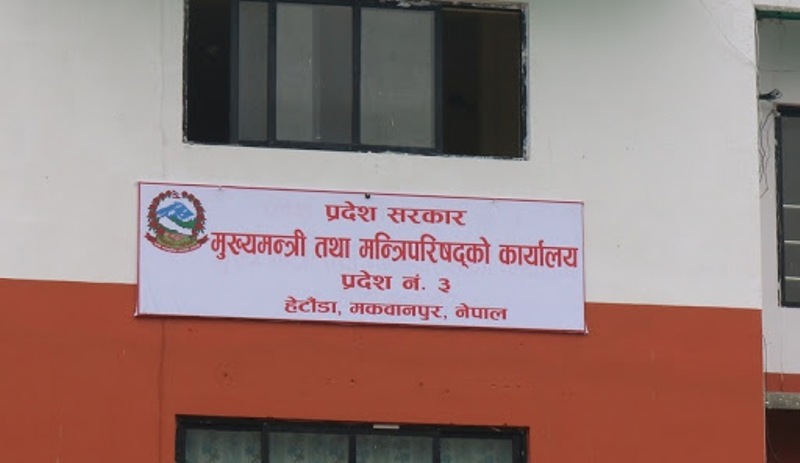 प्रदेश सरकार
मुख्यमन्त्री तथा मन्त्रिपरिषद्को कार्यालय
प्रदेश नं. ३
हेटौंडा, मकवानपुर, नेपाल